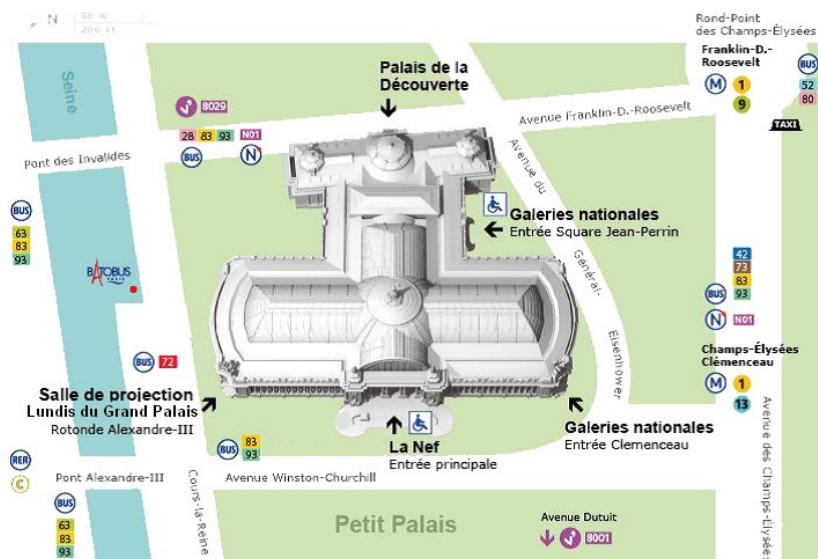 N
50 m
200 ft
Rond-Point
des Champs-Élysées
Franklin-D.-
Roosevelt
M 1
9
BUS
52
80
TAXI
Palais de la
Découverte
Seine
8029
28 83 93 N01
BUS N
Avenue Franklin-D.-Roosevelt
Pont des Invalides
Avenue du
Général-
Eisenhower
BUS
63
83
93
Galeries nationales
Entrée Square Jean-Perrin
BATOBUS
42
73
83
BUS 93
N N01
BUS 72
Champs-Élysées
Clémenceau
M 1
13
Salle de projection
Lundis du Grand Palais
Rotonde Alexandre-III
La Nef
Entrée principale
Galeries nationales
Entrée Clemenceau
BUS 83
93
RER
C
Pont Alexandre-III
Avenue Winston-Churchill
Cours-la-Reine
Avenue des Champs-Élysées
BUS
63
83
93
Petit Palais
Avenue Dutuit
8001